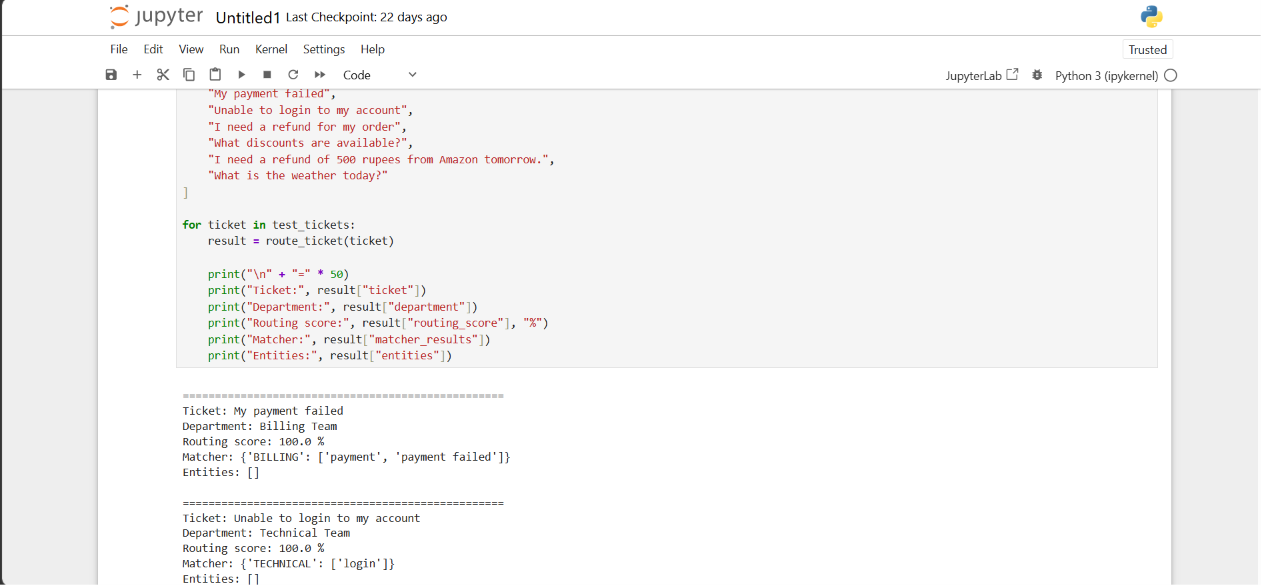 jupyter Untitled1 Last Checkpoint: 22 days ago
File Edit View Run Kernel Settings Help Trusted
Code JupyterLab Python 3 (ipykernel)
"My payment failed",
"Unable to login to my account",
"I need a refund for my order",
"What discounts are available?",
"I need a refund of 500 rupees from Amazon tomorrow.",
"What is the weather today?"
]
for ticket in test_tickets:
result = route_ticket(ticket)
print("\n" + "=" * 50)
print("Ticket:", result["ticket"])
print("Department:", result["department"])
print("Routing score:", result["routing_score"], "%")
print("Matcher:", result["matcher_results"])
print("Entities:", result["entities"])
==================================================
Ticket: My payment failed
Department: Billing Team
Routing score: 100.0 %
Matcher: {'BILLING': ['payment', 'payment failed']}
Entities: []
==================================================
Ticket: Unable to login to my account
Department: Technical Team
Routing score: 100.0 %
Matcher: {'TECHNICAL': ['login']}
Entities: []